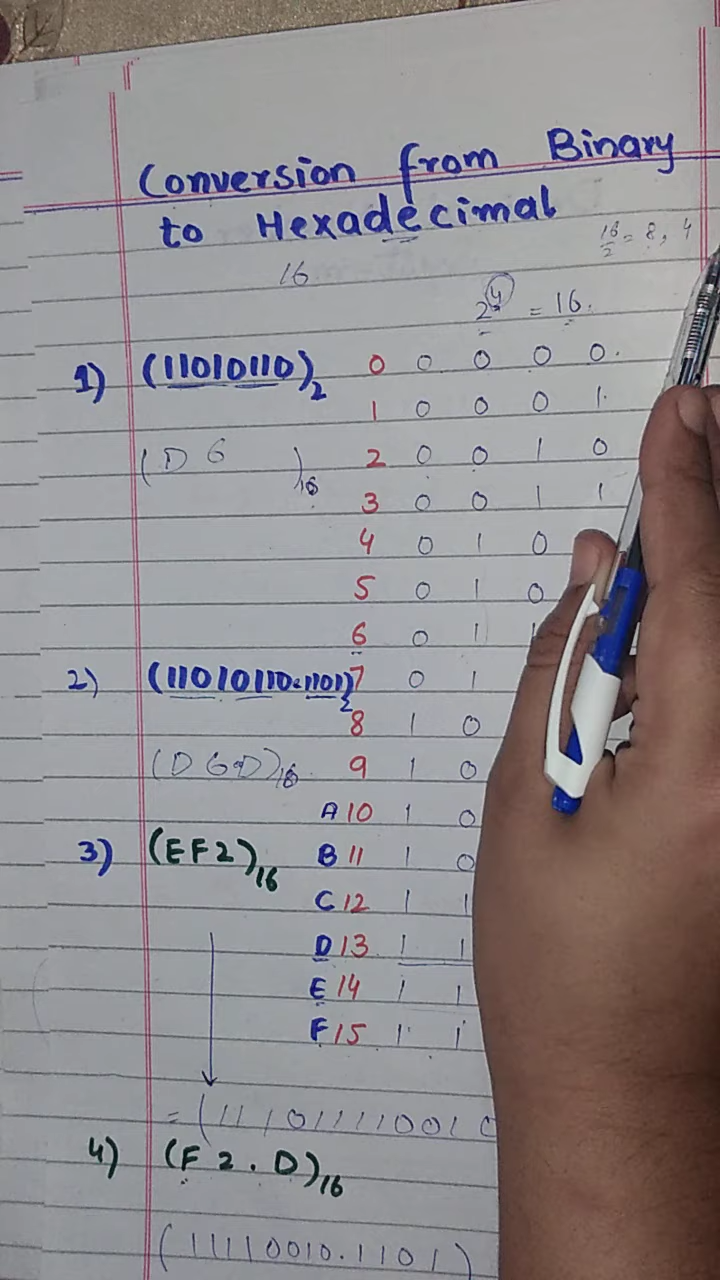 Conversion from Binary
to Hexadecimal
16
16/2 = 8, 4
2^4 = 16.
1) (11010110)2
0 0 0 0 0.
1 0 0 0 1.
(D 6 )16
2 0 0 1 0
3 0 0 1 1
4 0 1 0
5 0 1 0
6 0 1 1
2) (11010110.1101)2
7 0 1
8 1 0
(D 6.D)16
9 1 0
A 10 1 0
3) (EF2)16
B 11 1 0
C 12 1 1
D 13 1 1
E 14 1 1
F 15 1 1
= (111011110010
4) (F2.D)16
(11110010.1101)